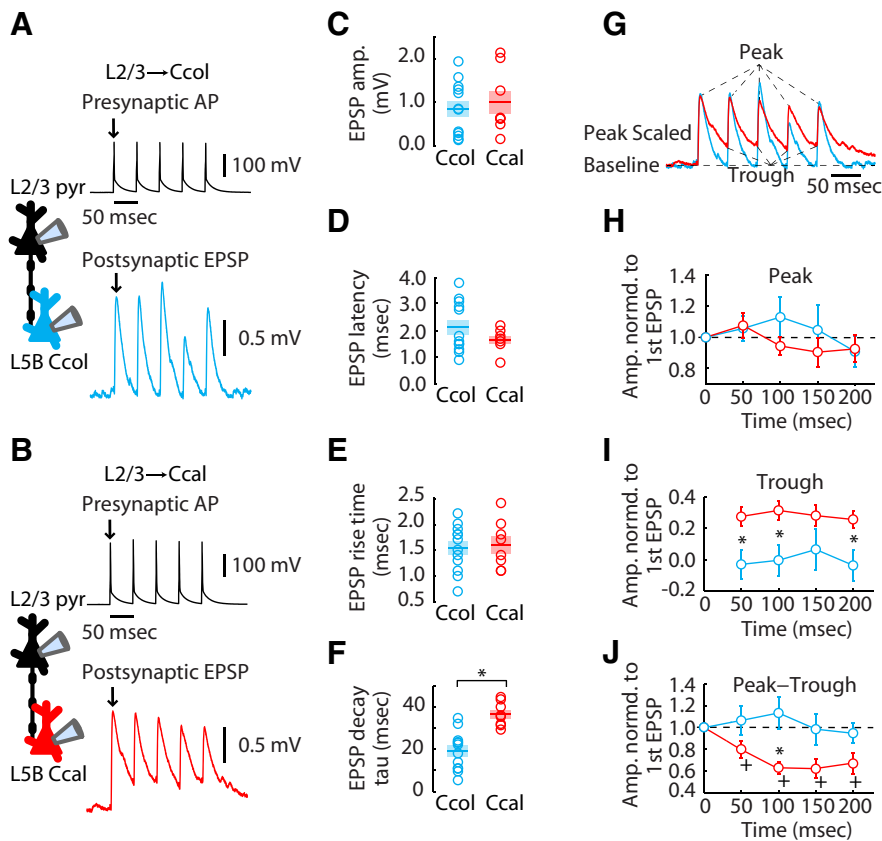 A
L2/3→Ccol
Presynaptic AP
100 mV
L2/3 pyr
50 msec
Postsynaptic EPSP
0.5 mV
L5B Ccol
B
L2/3→Ccal
Presynaptic AP
100 mV
L2/3 pyr
50 msec
Postsynaptic EPSP
0.5 mV
L5B Ccal
C
EPSP amp.
(mV)
2.0
1.0
0.0
Ccol Ccal
D
EPSP latency
(msec)
4.0
3.0
2.0
1.0
0.0
Ccol Ccal
E
EPSP rise time
(msec)
2.5
2.0
1.5
1.0
0.5
Ccol Ccal
F
EPSP decay
tau (msec)
40
20
0
*
Ccol Ccal
G
Peak
Peak Scaled
Baseline
Trough
50 msec
H
Peak
Amp. normd. to
1st EPSP
1.4
1.2
1.0
0.8
0 50 100 150 200
Time (msec)
I
Trough
Amp. normd. to
1st EPSP
0.4
0.2
0.0
-0.2
* * *
0 50 100 150 200
Time (msec)
J
Peak–Trough
Amp. normd. to
1st EPSP
1.4
1.2
1.0
0.8
0.6
0.4
*
+ + + +
0 50 100 150 200
Time (msec)